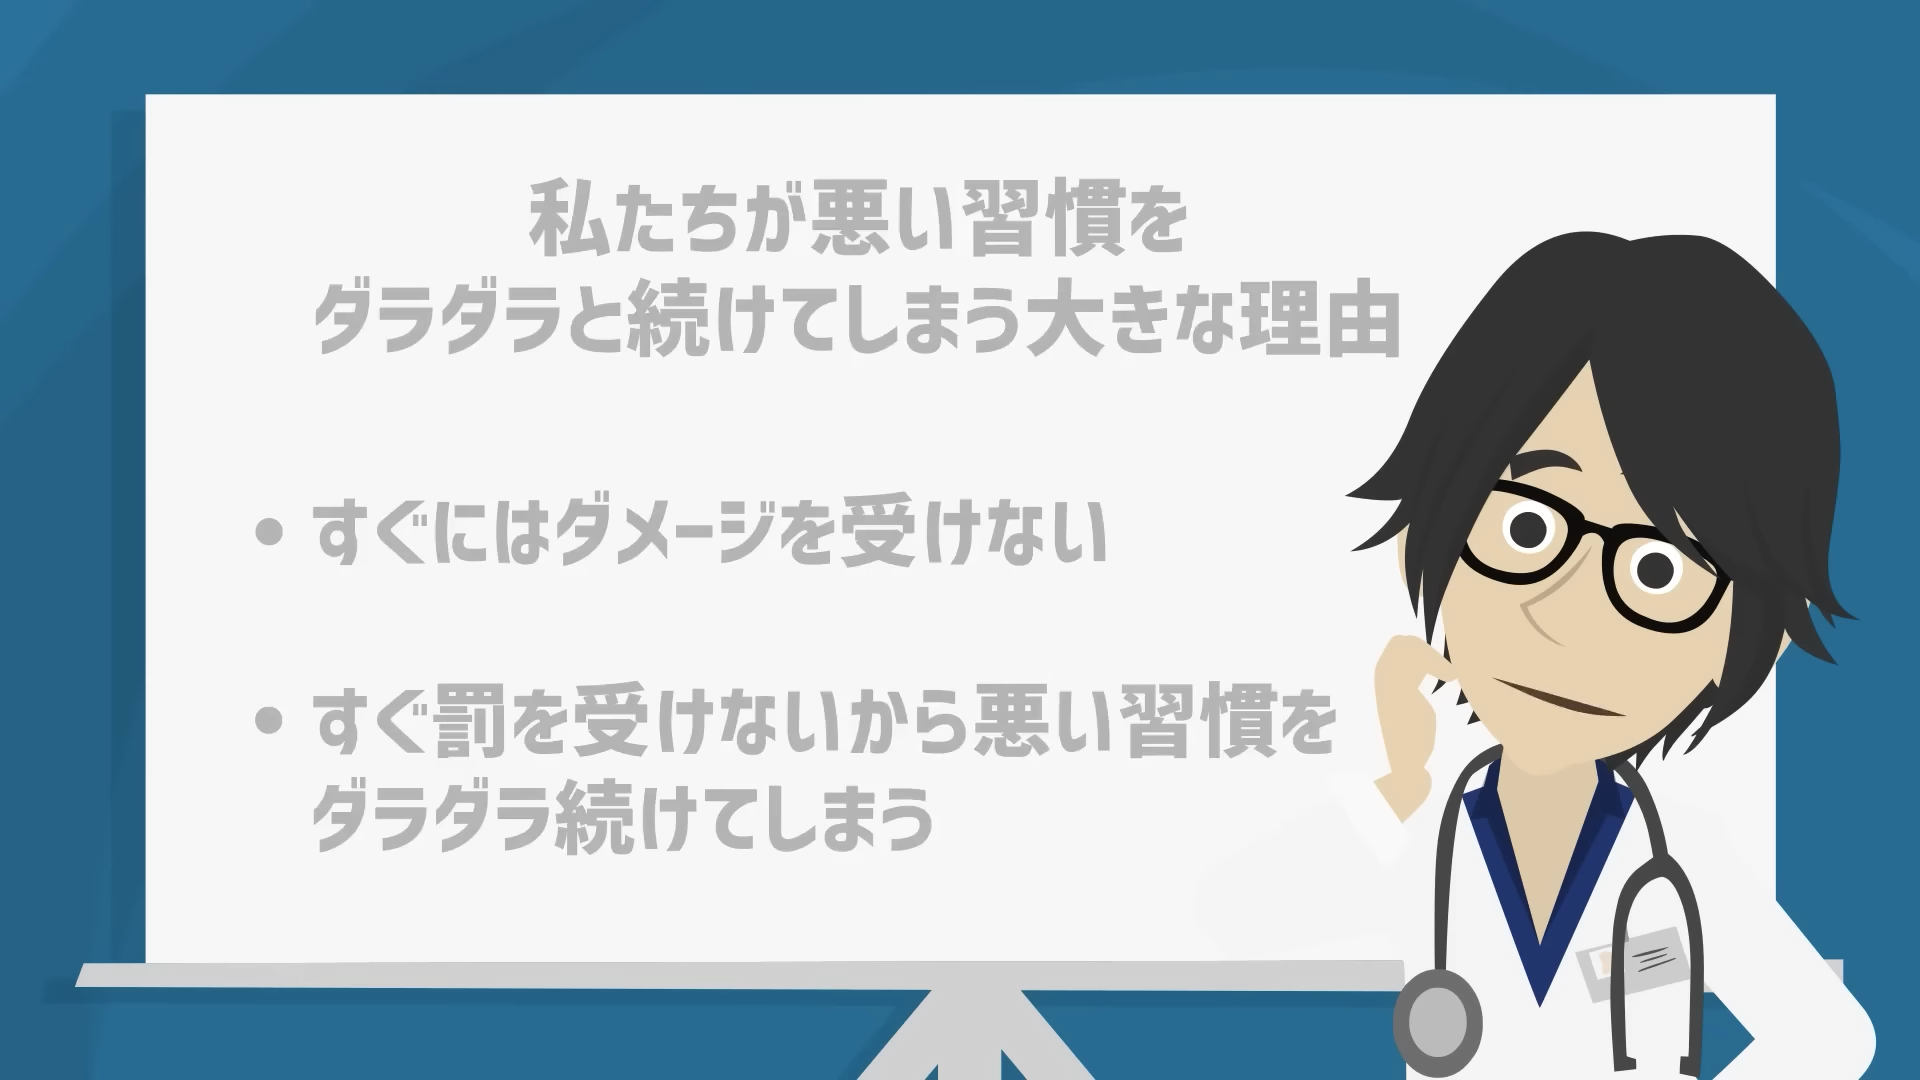 私たちが悪い習慣を
ダラダラと続けてしまう大きな理由
• すぐにはダメージを受けない
• すぐ罰を受けないから悪い習慣を
ダラダラ続けてしまう